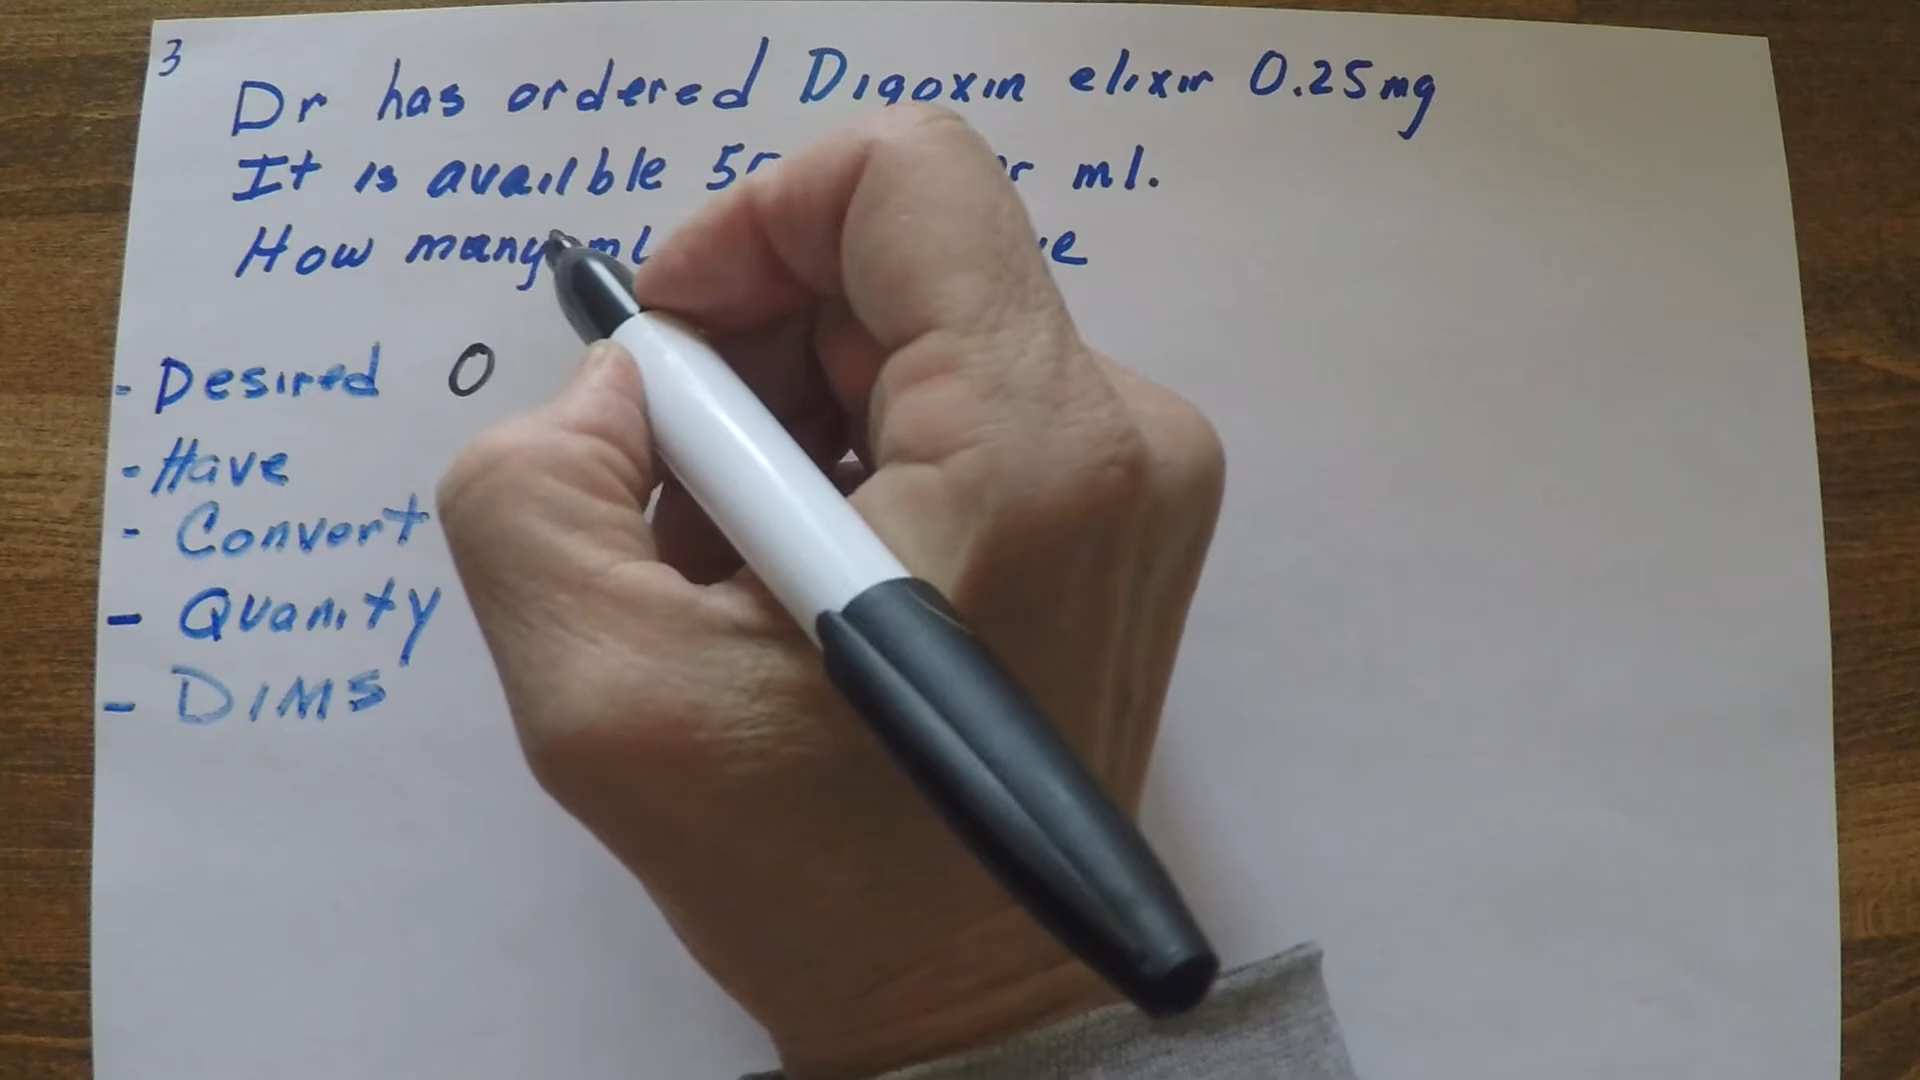 3
Dr has ordered Digoxin elixir 0.25mg
It is availble ml.
How many ml
- Desired 0
- Have
- Convert
- Quanity
- DIMS